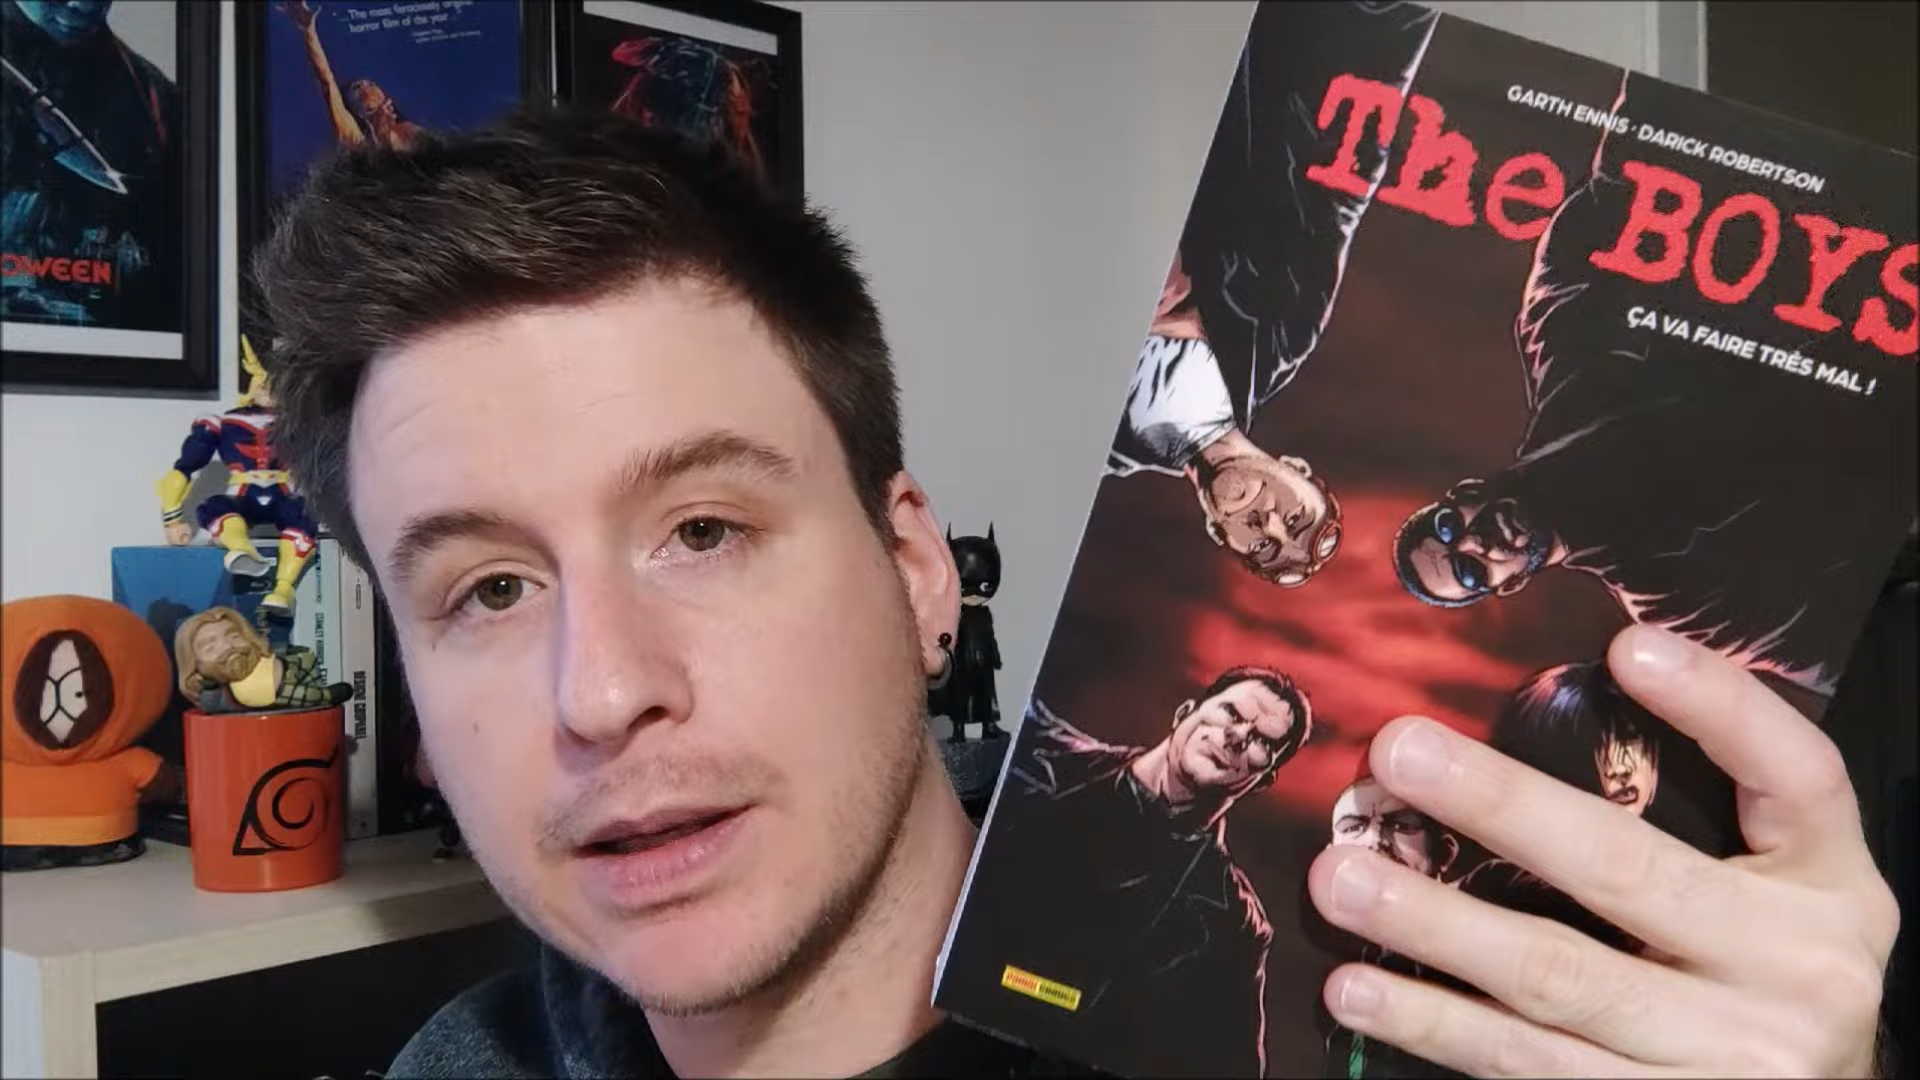 "The most ferociously original
horror film of the year..."
OWEEN
GARTH ENNIS · DARICK ROBERTSON
The BOYS
ÇA VA FAIRE TRÈS MAL !
PANINI COMICS